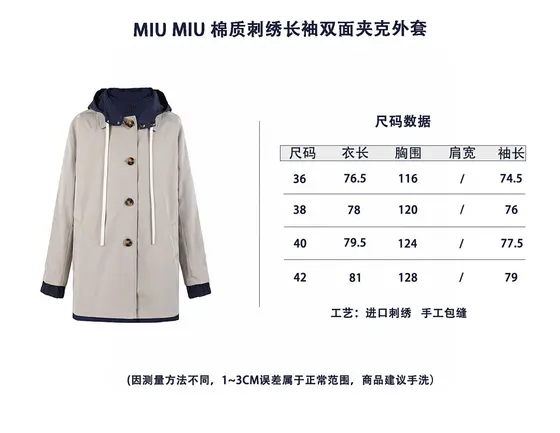 MIU MIU 棉质刺绣长袖双面夹克外套
尺码数据
尺码 衣长 胸围 肩宽 袖长
36 76.5 116 / 74.5
38 78 120 / 76
40 79.5 124 / 77.5
42 81 128 / 79
工艺：进口刺绣 手工包缝
(因测量方法不同，1~3CM误差属于正常范围，商品建议手洗）